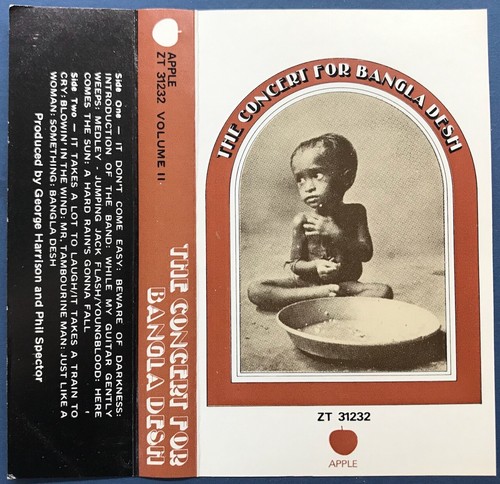 Side One — IT DON'T COME EASY: BEWARE OF DARKNESS:
INTRODUCTION OF THE BAND: WHILE MY GUITAR GENTLY
WEEPS: MEDLEY - JUMPING JACK FLASH/YOUNGBLOOD: HERE
COMES THE SUN: A HARD RAIN'S GONNA FALL
Side Two — IT TAKES A LOT TO LAUGH/IT TAKES A TRAIN TO
CRY: BLOWIN' IN THE WIND: MR. TAMBOURINE MAN: JUST LIKE A
WOMAN: SOMETHING: BANGLA DESH
Produced by George Harrison and Phil Spector
APPLE
ZT 31232 VOLUME II
THE CONCERT FOR
BANGLA DESH
THE CONCERT FOR BANGLA DESH
ZT 31232
APPLE